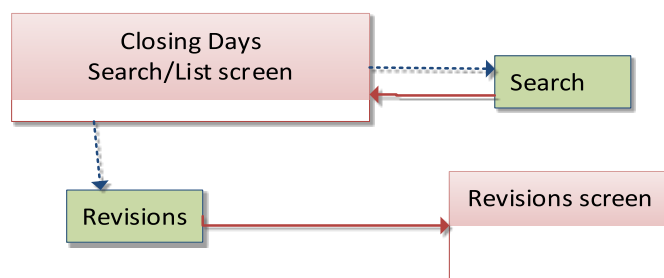 Closing Days
Search/List screen
Search
Revisions
Revisions screen